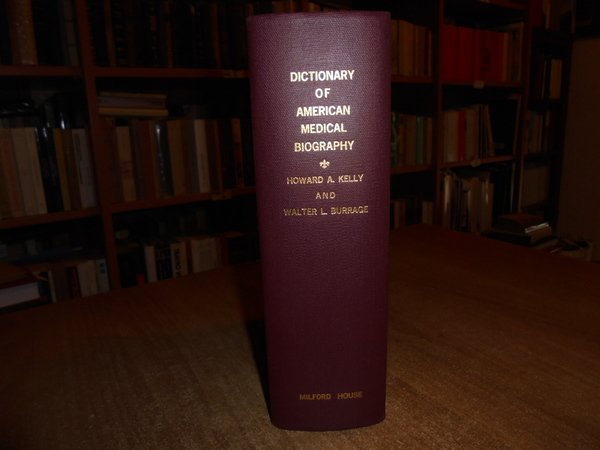 DICTIONARY
OF
AMERICAN
MEDICAL
BIOGRAPHY
HOWARD A. KELLY
AND
WALTER L. BURRAGE
MILFORD HOUSE